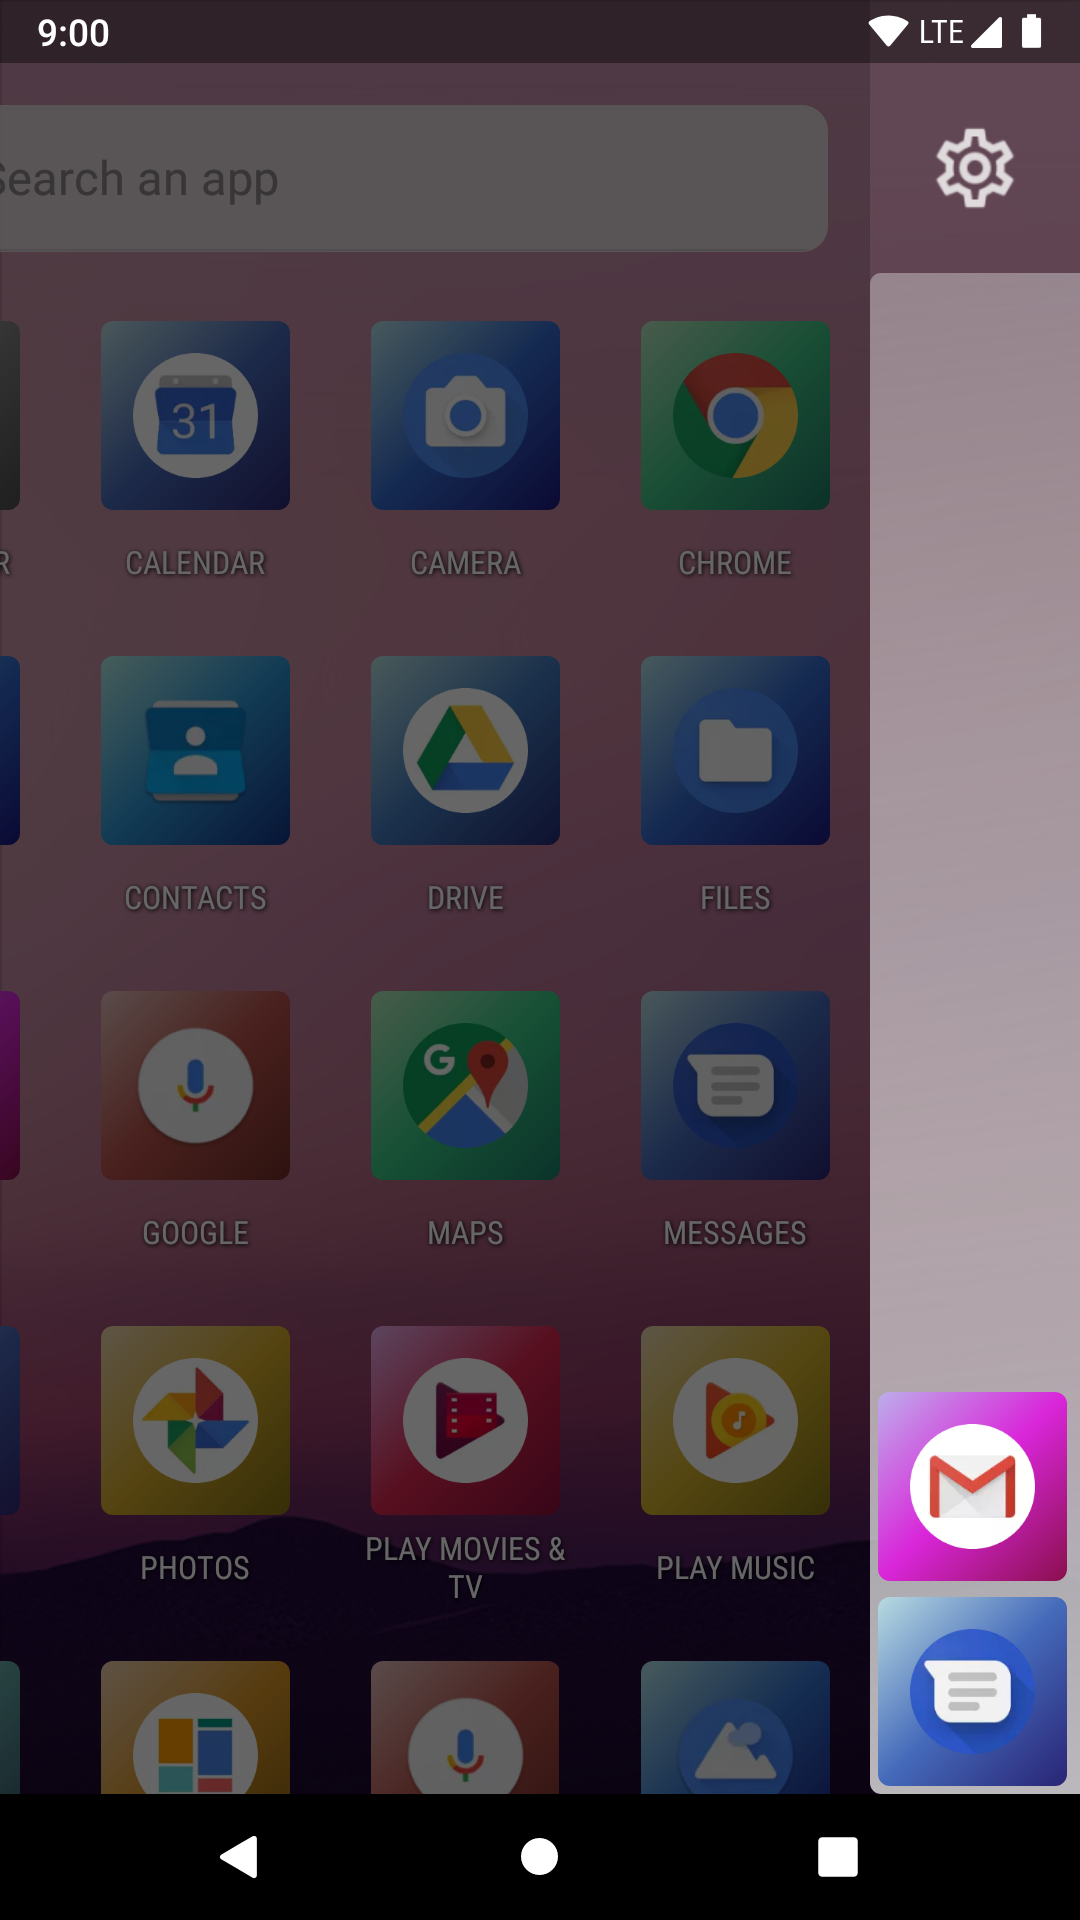 9:00 LTE
Search an app
31
R CALENDAR CAMERA CHROME
CONTACTS DRIVE FILES
G
GOOGLE MAPS MESSAGES
PHOTOS PLAY MOVIES & TV PLAY MUSIC